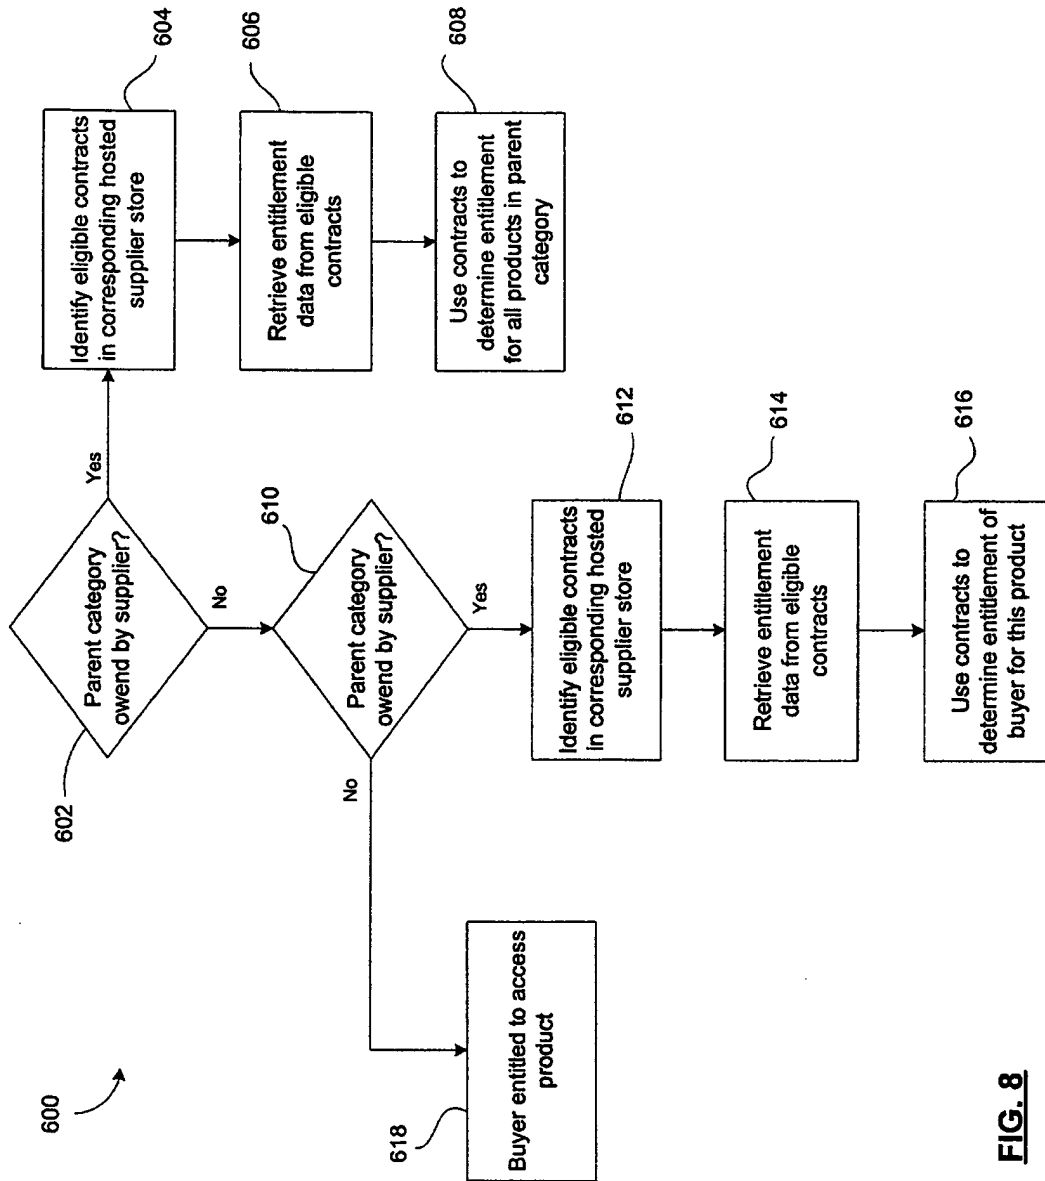 600
602
Parent category
owend by supplier?
Yes
No
604
Identify eligible contracts
in corresponding hosted
supplier store
606
Retrieve entitlement
data from eligible
contracts
608
Use contracts to
determine entitlement
for all products in parent
category
610
Parent category
owend by supplier?
No
Yes
612
Identify eligible contracts
in corresponding hosted
supplier store
614
Retrieve entitlement
data from eligible
contracts
616
Use contracts to
determine entitlement of
buyer for this product
618
Buyer entitled to access
product
FIG. 8